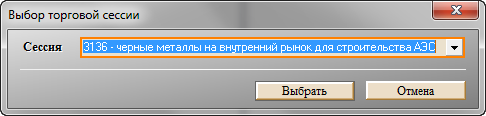 Выбор торговой сессии
Сессия 3136 - черные металлы на внутренний рынок для строительства АЭС
Выбрать Отмена